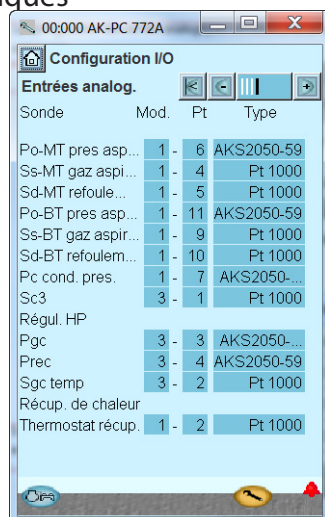 00:000 AK-PC 772A
Configuration I/O
Entrées analog.
Sonde Mod. Pt Type
Po-MT pres asp... 1 - 6 AKS2050-59
Ss-MT gaz aspi... 1 - 4 Pt 1000
Sd-MT refoule... 1 - 5 Pt 1000
Po-BT pres asp... 1 - 11 AKS2050-59
Ss-BT gaz aspir... 1 - 9 Pt 1000
Sd-BT refoulem... 1 - 10 Pt 1000
Pc cond. pres. 1 - 7 AKS2050-...
Sc3 3 - 1 Pt 1000
Régul. HP
Pgc 3 - 3 AKS2050-...
Prec 3 - 4 AKS2050-59
Sgc temp 3 - 2 Pt 1000
Récup. de chaleur
Thermostat récup. 1 - 2 Pt 1000